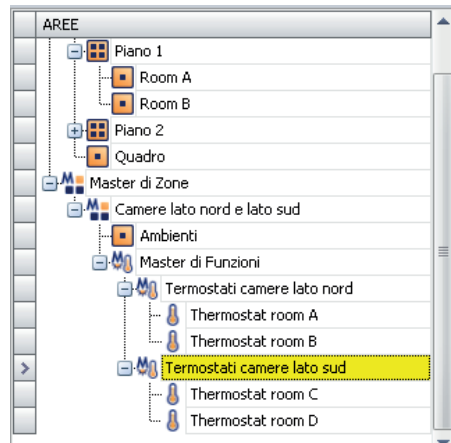 AREE
Piano 1
Room A
Room B
Piano 2
Quadro
Master di Zone
Camere lato nord e lato sud
Ambienti
Master di Funzioni
Termostati camere lato nord
Thermostat room A
Thermostat room B
Termostati camere lato sud
Thermostat room C
Thermostat room D